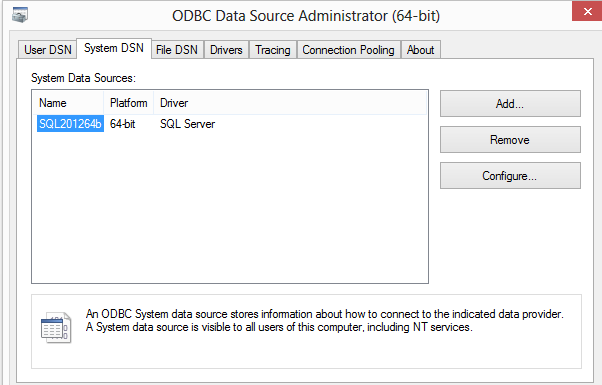 ODBC Data Source Administrator (64-bit)
User DSN System DSN File DSN Drivers Tracing Connection Pooling About
System Data Sources:
Name Platform Driver
SQL201264b 64-bit SQL Server
Add...
Remove
Configure...
An ODBC System data source stores information about how to connect to the indicated data provider.
A System data source is visible to all users of this computer, including NT services.